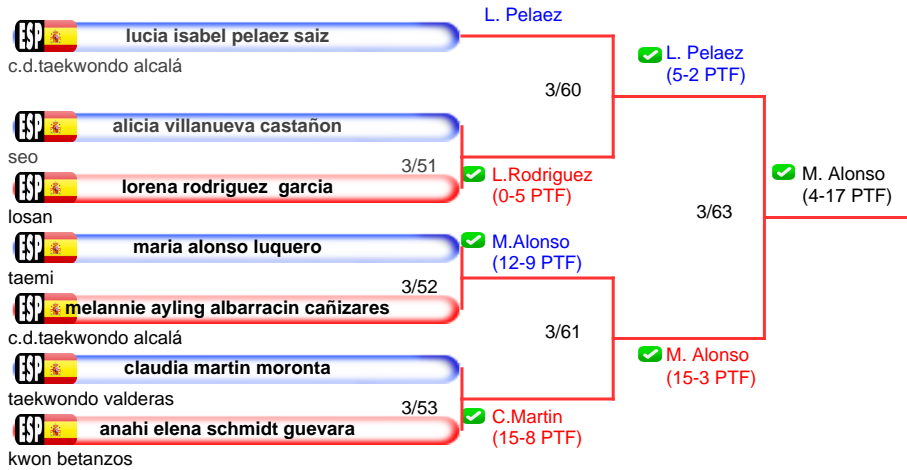 L. Pelaez
ESP lucia isabel pelaez saiz
c.d.taekwondo alcalá
L. Pelaez
(5-2 PTF)
3/60
ESP alicia villanueva castañon
seo
3/51
L.Rodriguez
(0-5 PTF)
ESP lorena rodriguez garcia
losan
M. Alonso
(4-17 PTF)
3/63
ESP maria alonso luquero
taemi
M.Alonso
(12-9 PTF)
3/52
ESP melannie ayling albarracin cañizares
c.d.taekwondo alcalá
3/61
ESP claudia martin moronta
taekwondo valderas
M. Alonso
(15-3 PTF)
3/53
C.Martin
(15-8 PTF)
ESP anahi elena schmidt guevara
kwon betanzos